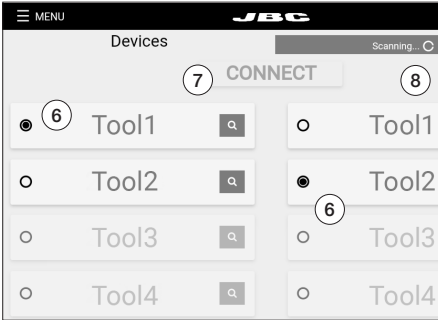 MENU JBC
Devices Scanning...
7 CONNECT 8
6 Tool1 Tool1
Tool2 Tool2
6
Tool3 Tool3
Tool4 Tool4